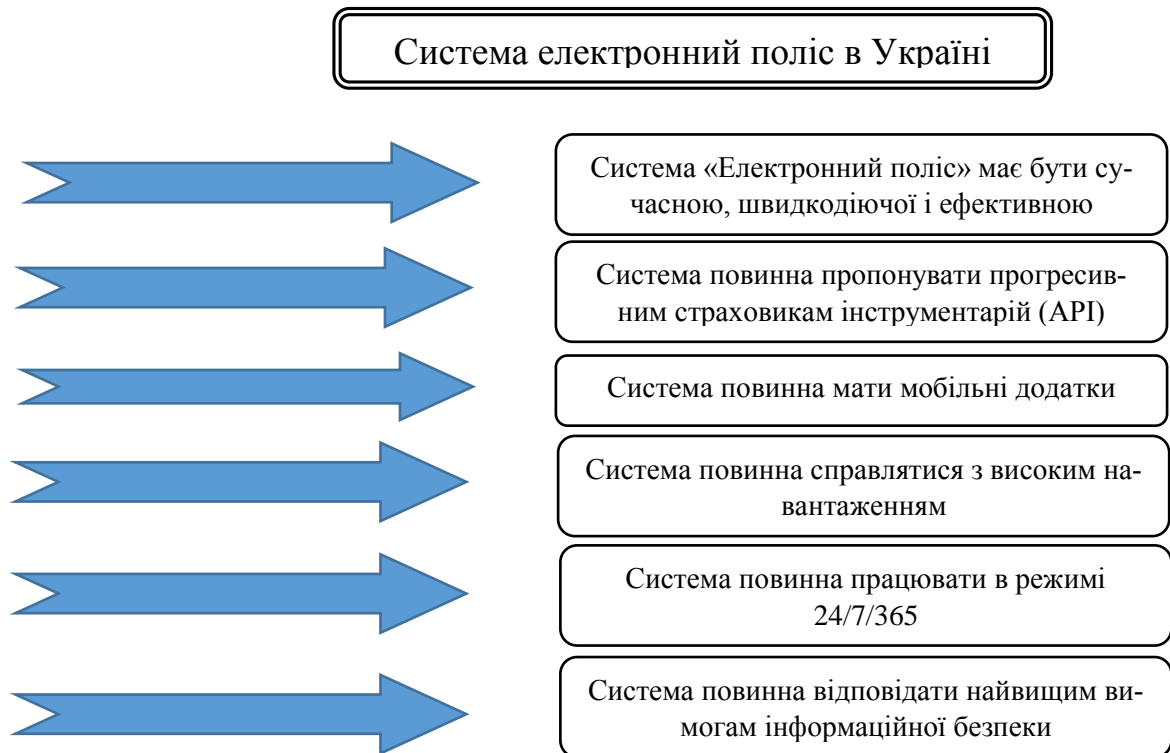 Система електронний поліс в Україні
Система «Електронний поліс» має бути су-
часною, швидкодіючої і ефективною
Система повинна пропонувати прогресив-
ним страховикам інструментарій (API)
Система повинна мати мобільні додатки
Система повинна справлятися з високим на-
вантаженням
Система повинна працювати в режимі
24/7/365
Система повинна відповідати найвищим ви-
могам інформаційної безпеки